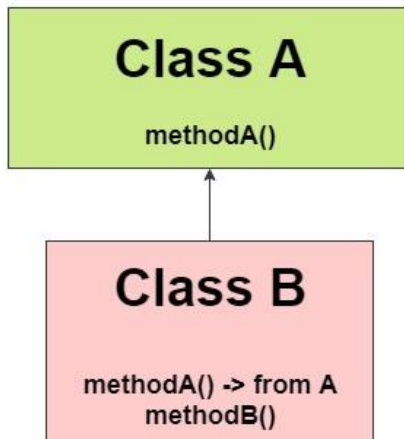 Class A
methodA()
Class B
methodA() -> from A
methodB()